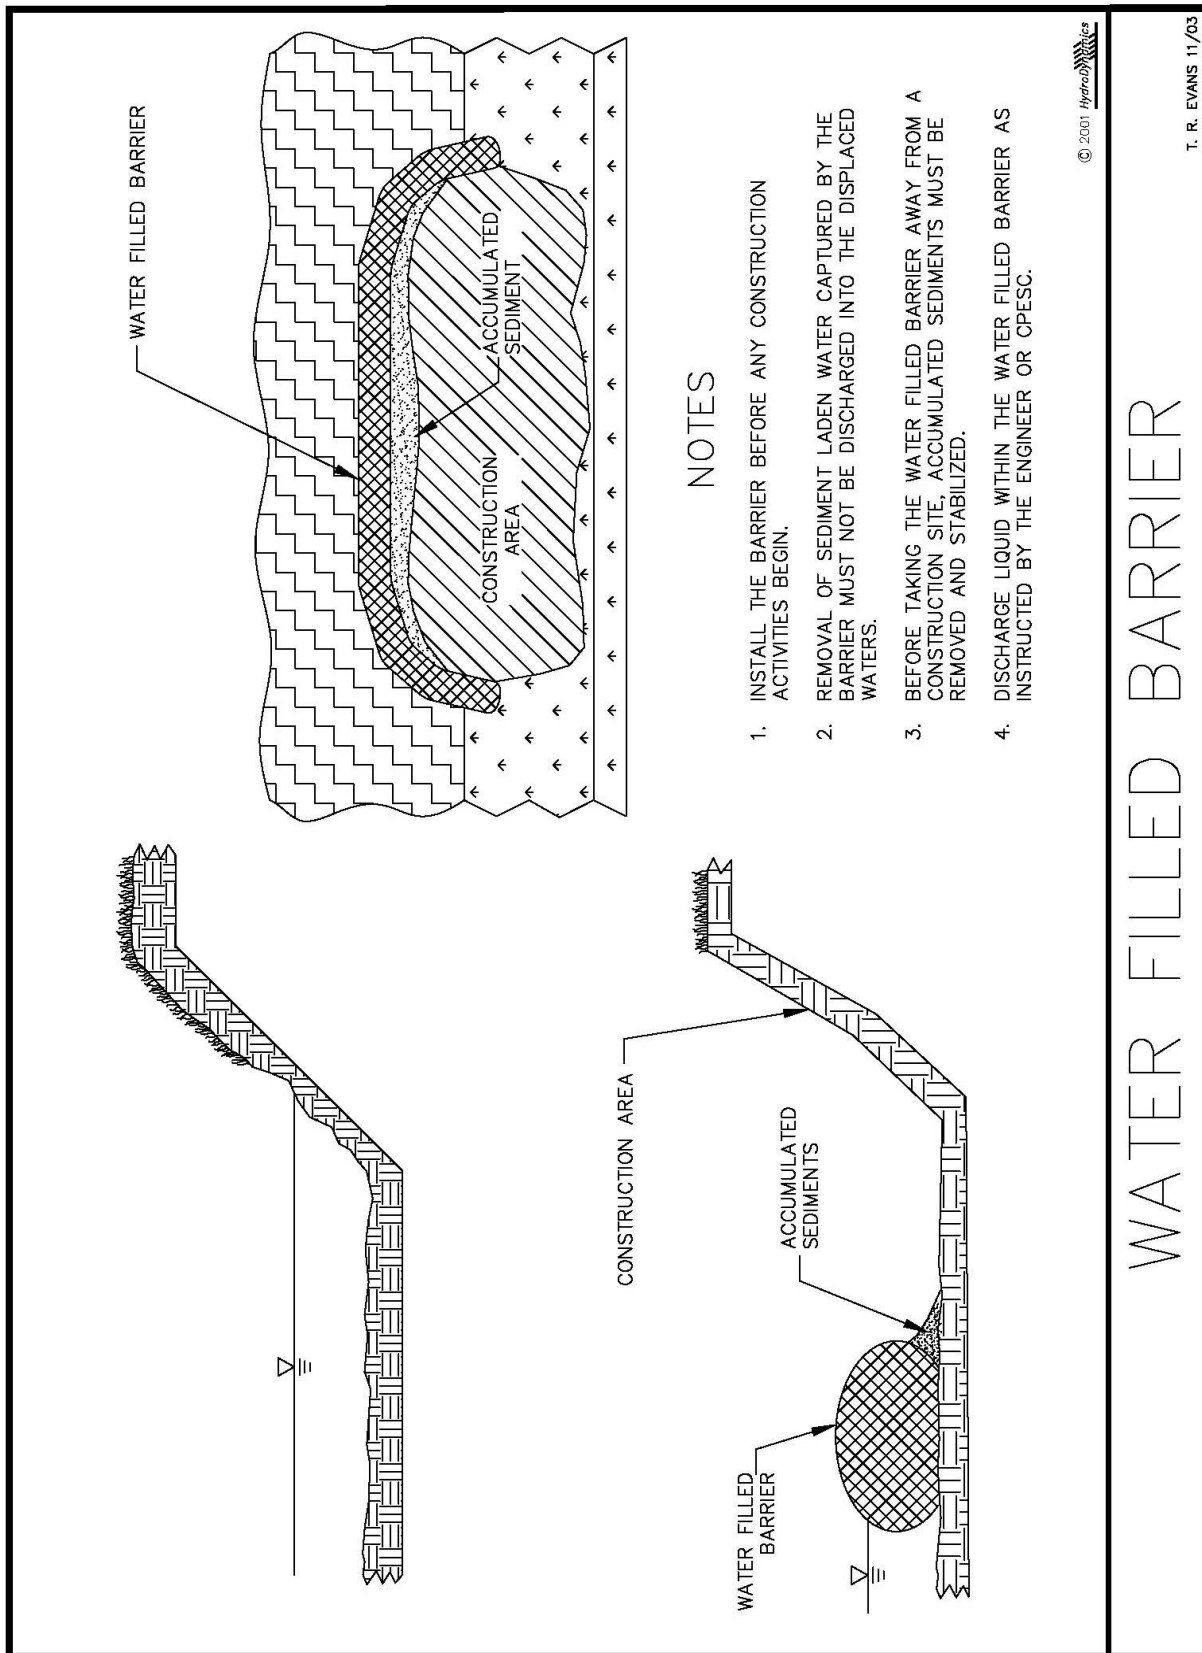 WATER FILLED BARRIER
ACCUMULATED
SEDIMENT
CONSTRUCTION
AREA
CONSTRUCTION AREA
ACCUMULATED
SEDIMENTS
WATER FILLED
BARRIER
NOTES
1. INSTALL THE BARRIER BEFORE ANY CONSTRUCTION
ACTIVITIES BEGIN.
2. REMOVAL OF SEDIMENT LADEN WATER CAPTURED BY THE
BARRIER MUST NOT BE DISCHARGED INTO THE DISPLACED
WATERS.
3. BEFORE TAKING THE WATER FILLED BARRIER AWAY FROM A
CONSTRUCTION SITE, ACCUMULATED SEDIMENTS MUST BE
REMOVED AND STABILIZED.
4. DISCHARGE LIQUID WITHIN THE WATER FILLED BARRIER AS
INSTRUCTED BY THE ENGINEER OR CPESC.
© 2001 HydroDynamics
WATER FILLED BARRIER
T. R. EVANS 11/03